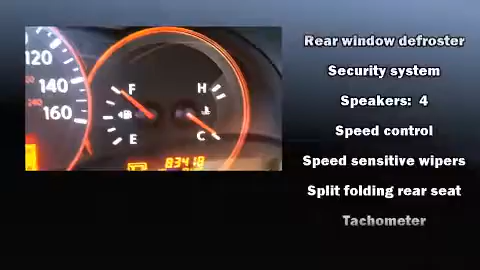 120
140
160
240
F
E
H
C
83418
Rear window defroster
Security system
Speakers: 4
Speed control
Speed sensitive wipers
Split folding rear seat
Tachometer